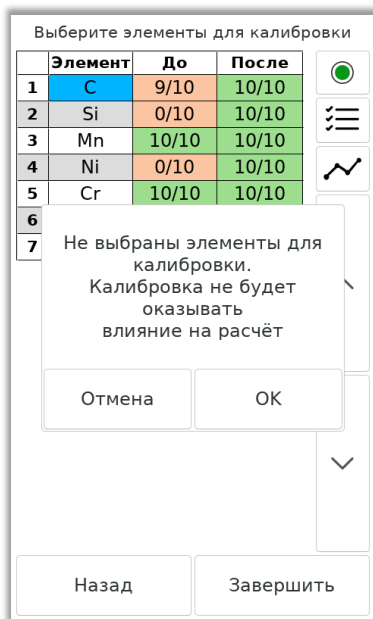 Выберите элементы для калибровки
Элемент До После
1 C 9/10 10/10
2 Si 0/10 10/10
3 Mn 10/10 10/10
4 Ni 0/10 10/10
5 Cr 10/10 10/10
6
7
Не выбраны элементы для
калибровки.
Калибровка не будет
оказывать
влияние на расчёт
Отмена OK
Назад Завершить